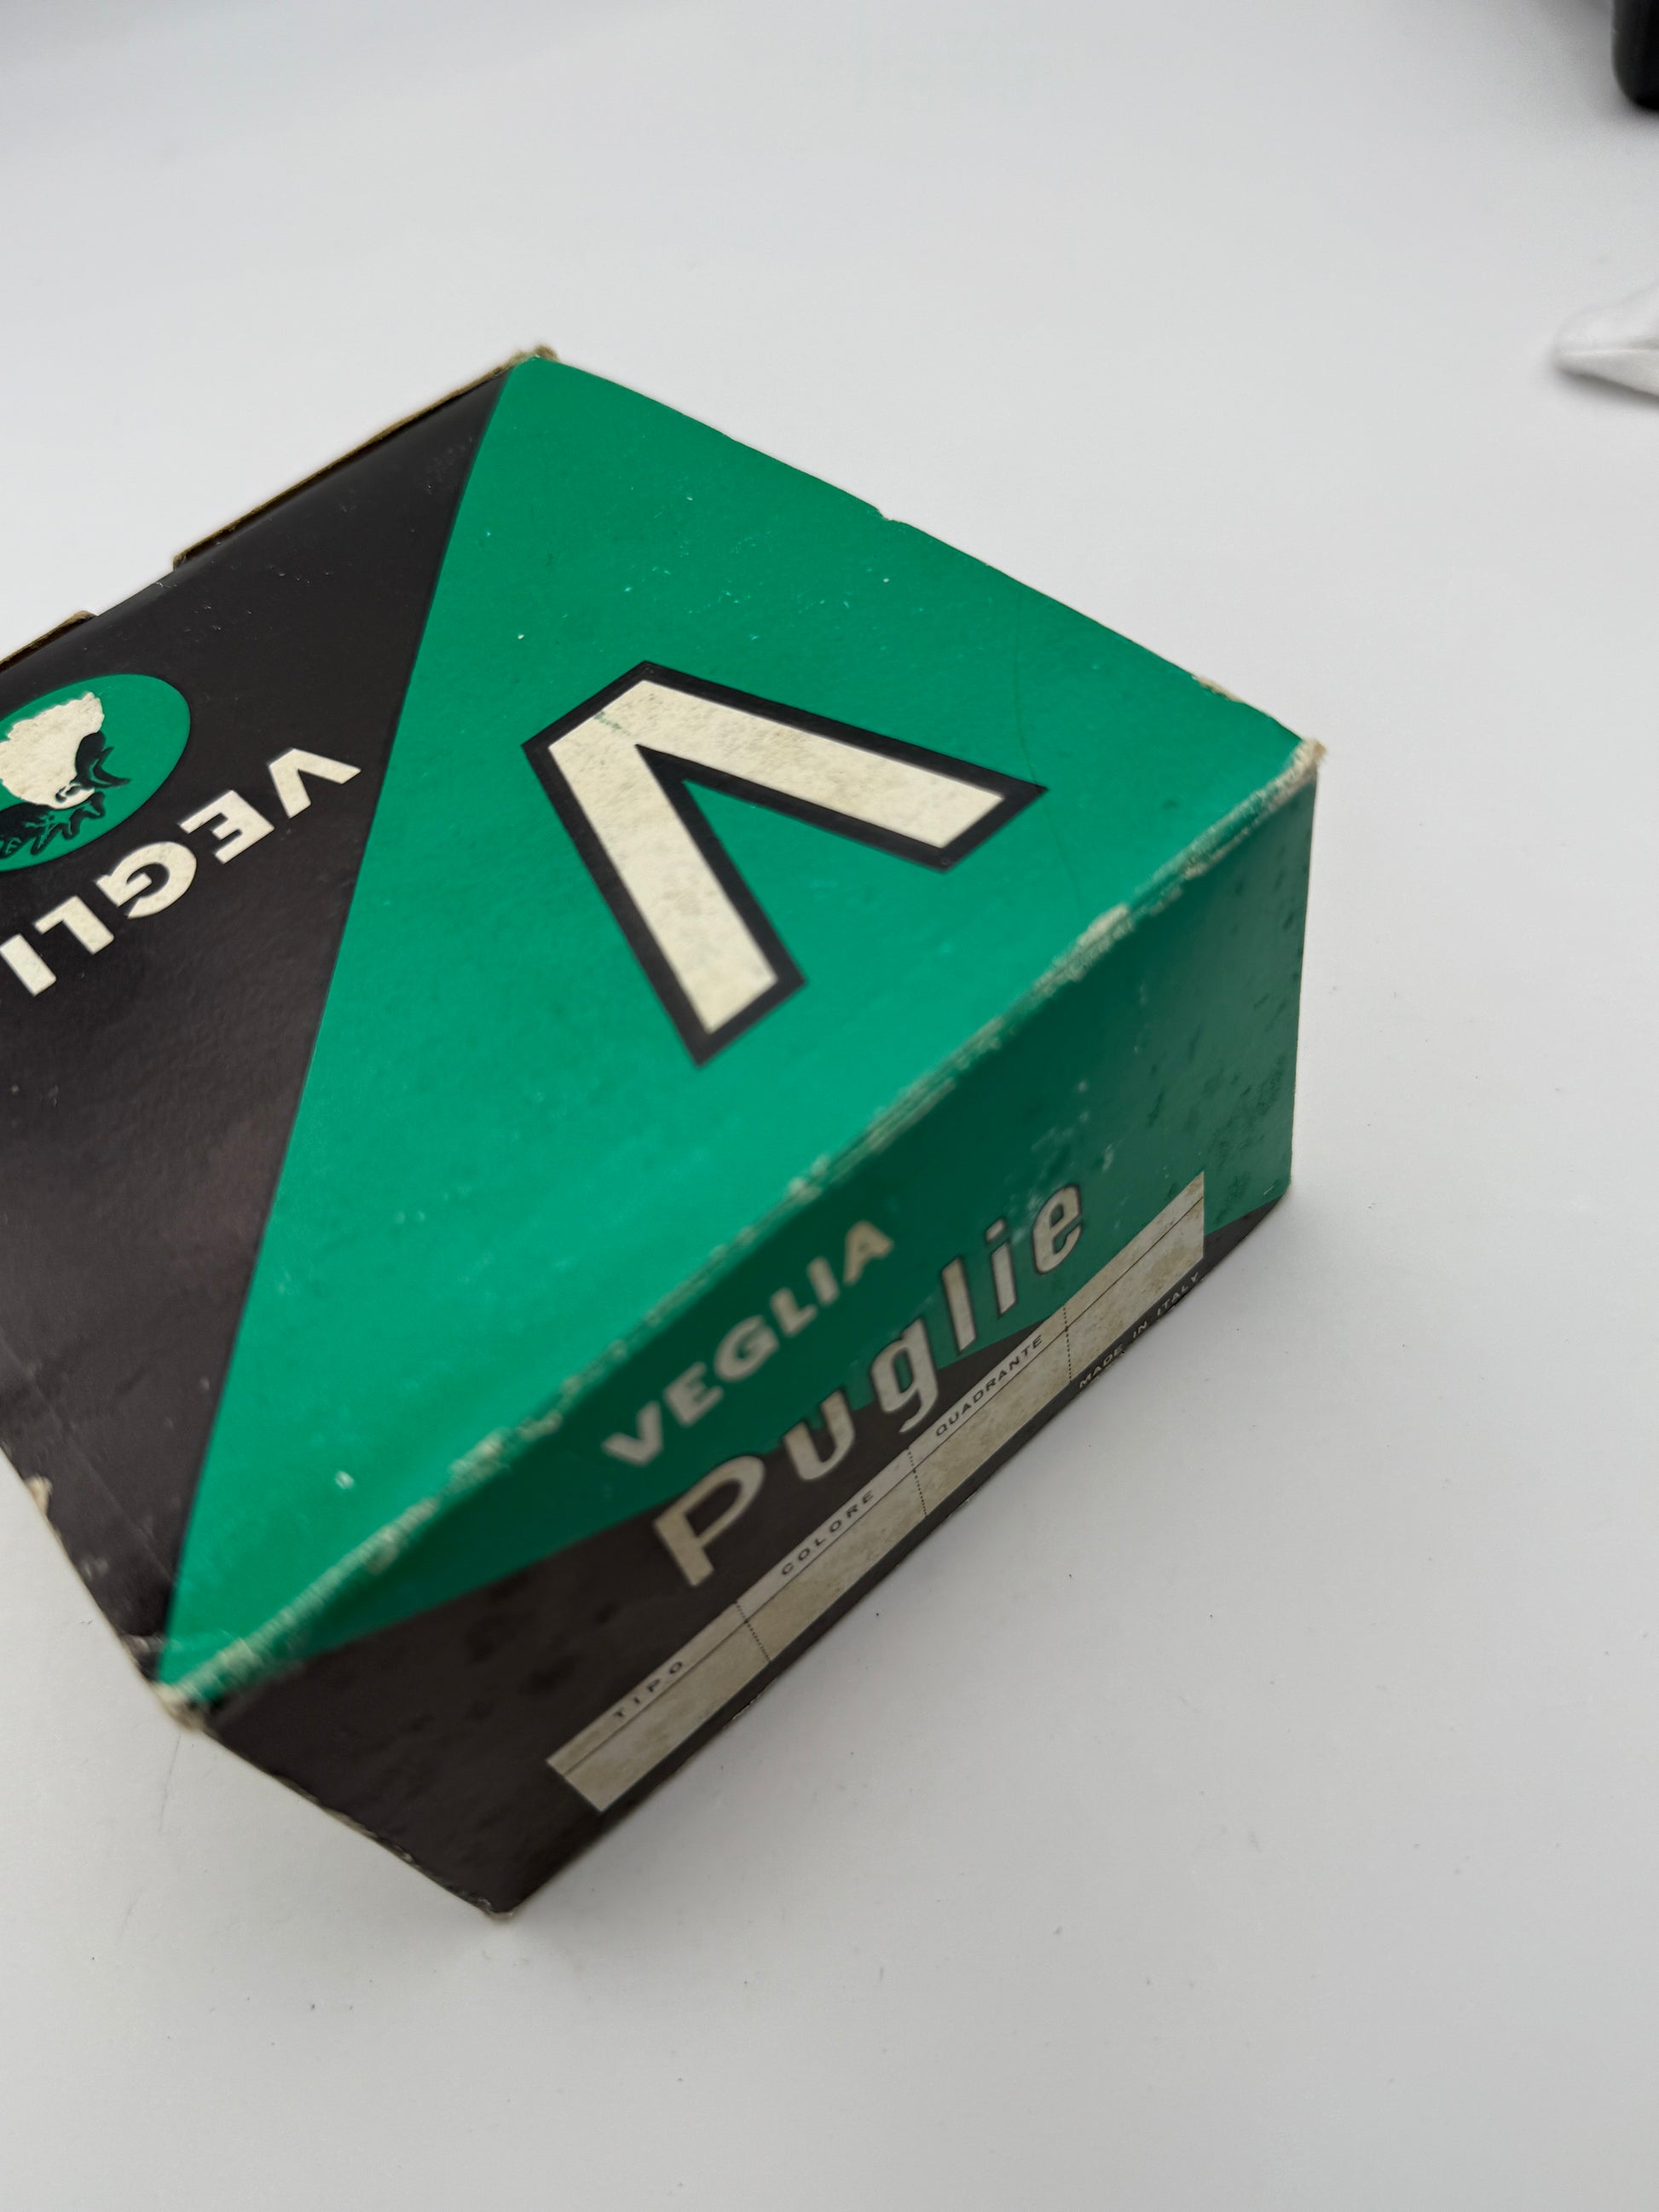 VEGLI
V
VEGLIA
Puglie
TIPO COLORE QUADRANTE
MADE IN ITALY